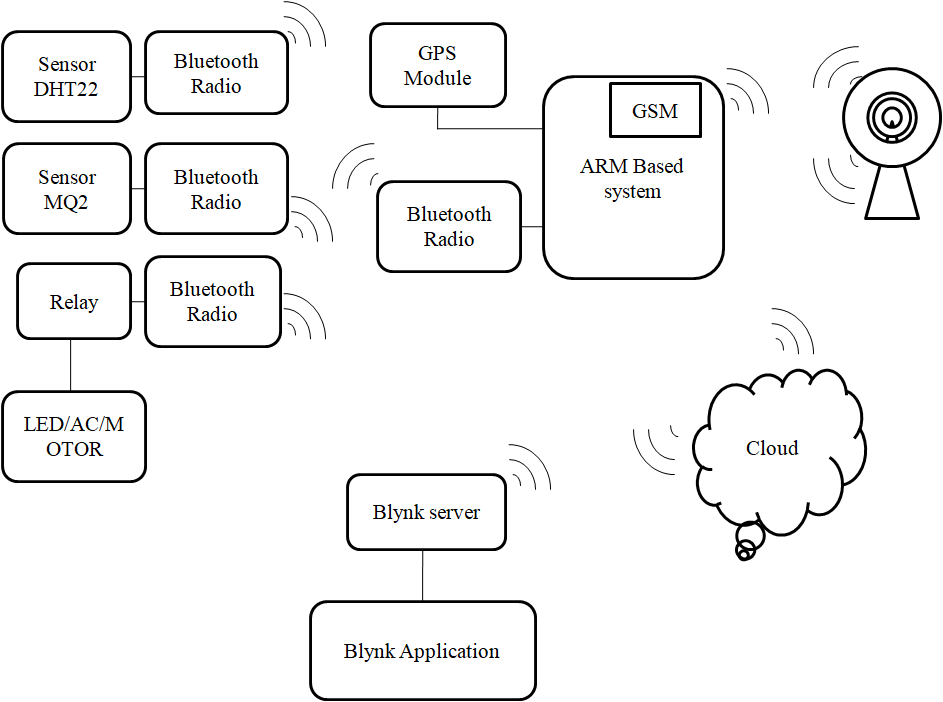 Sensor
DHT22
Bluetooth
Radio
GPS
Module
GSM
ARM Based
system
Sensor
MQ2
Bluetooth
Radio
Bluetooth
Radio
Relay
Bluetooth
Radio
LED/AC/M
OTOR
Cloud
Blynk server
Blynk Application